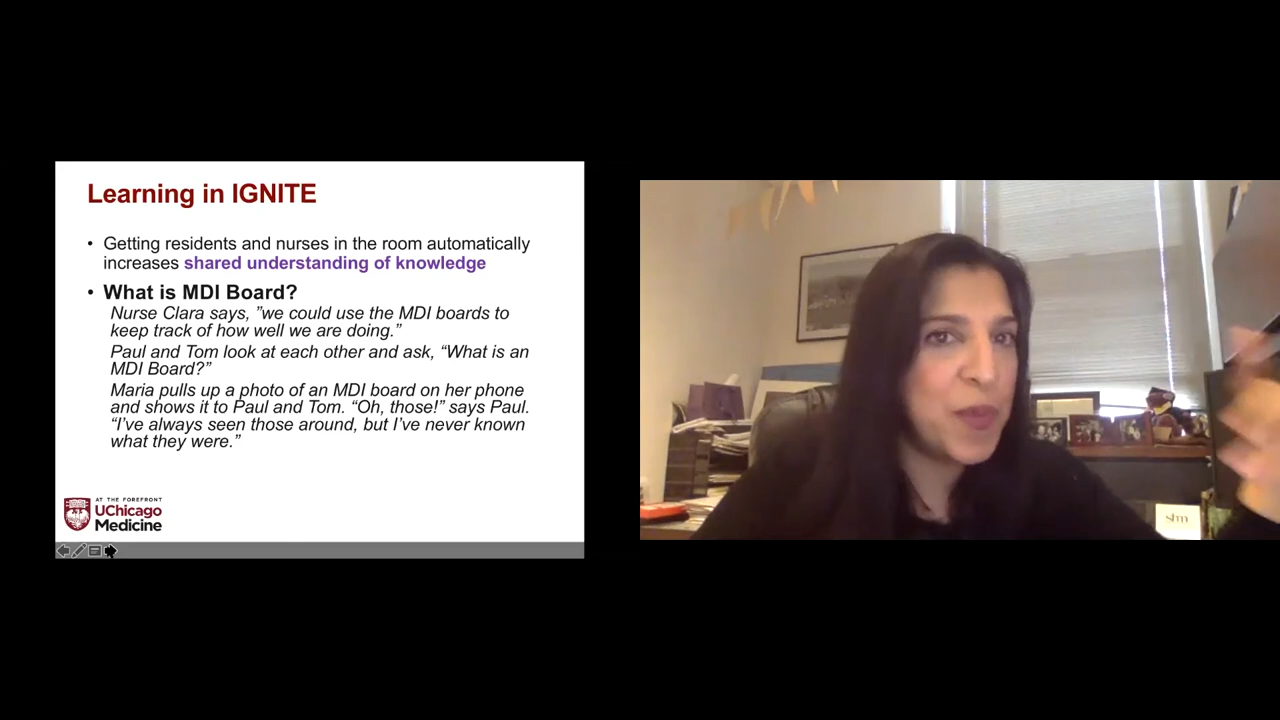 Learning in IGNITE
• Getting residents and nurses in the room automatically
increases shared understanding of knowledge
• What is MDI Board?
Nurse Clara says, ”we could use the MDI boards to
keep track of how well we are doing.”
Paul and Tom look at each other and ask, “What is an
MDI Board?”
Maria pulls up a photo of an MDI board on her phone
and shows it to Paul and Tom. “Oh, those!” says Paul.
“I’ve always seen those around, but I’ve never known
what they were.”
AT THE FOREFRONT
UChicago
Medicine